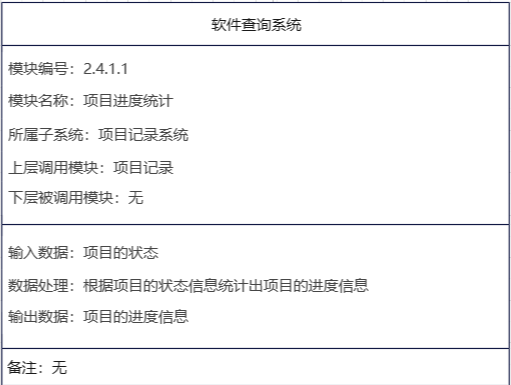 软件查询系统
模块编号：2.4.1.1
模块名称：项目进度统计
所属子系统：项目记录系统
上层调用模块：项目记录
下层被调用模块：无
输入数据：项目的状态
数据处理：根据项目的状态信息统计出项目的进度信息
输出数据：项目的进度信息
备注：无